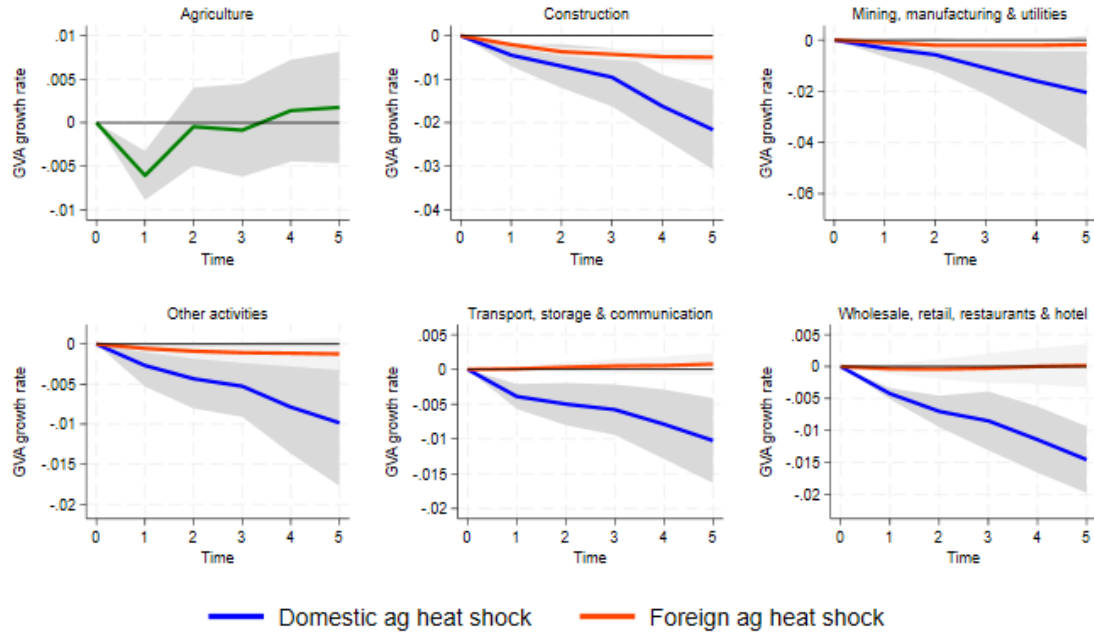 Agriculture
GVA growth rate
.01
.005
0
-.005
-.01
0 1 2 3 4 5
Time
Construction
GVA growth rate
0
-.01
-.02
-.03
-.04
0 1 2 3 4 5
Time
Mining, manufacturing & utilities
GVA growth rate
0
-.02
-.04
-.06
0 1 2 3 4 5
Time
Other activities
GVA growth rate
0
-.005
-.01
-.015
-.02
0 1 2 3 4 5
Time
Transport, storage & communication
GVA growth rate
.005
0
-.005
-.01
-.015
-.02
0 1 2 3 4 5
Time
Wholesale, retail, restaurants & hotel
GVA growth rate
.005
0
-.005
-.01
-.015
-.02
0 1 2 3 4 5
Time
Domestic ag heat shock Foreign ag heat shock